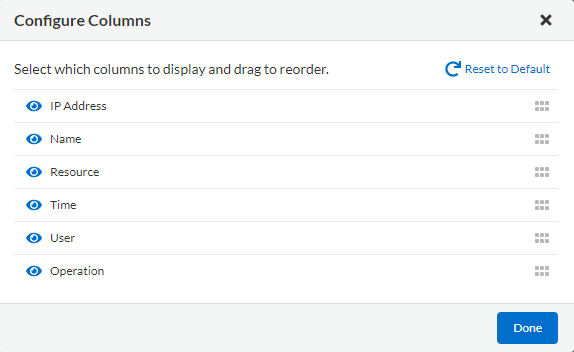 Configure Columns
Select which columns to display and drag to reorder.
Reset to Default
IP Address
Name
Resource
Time
User
Operation
Done